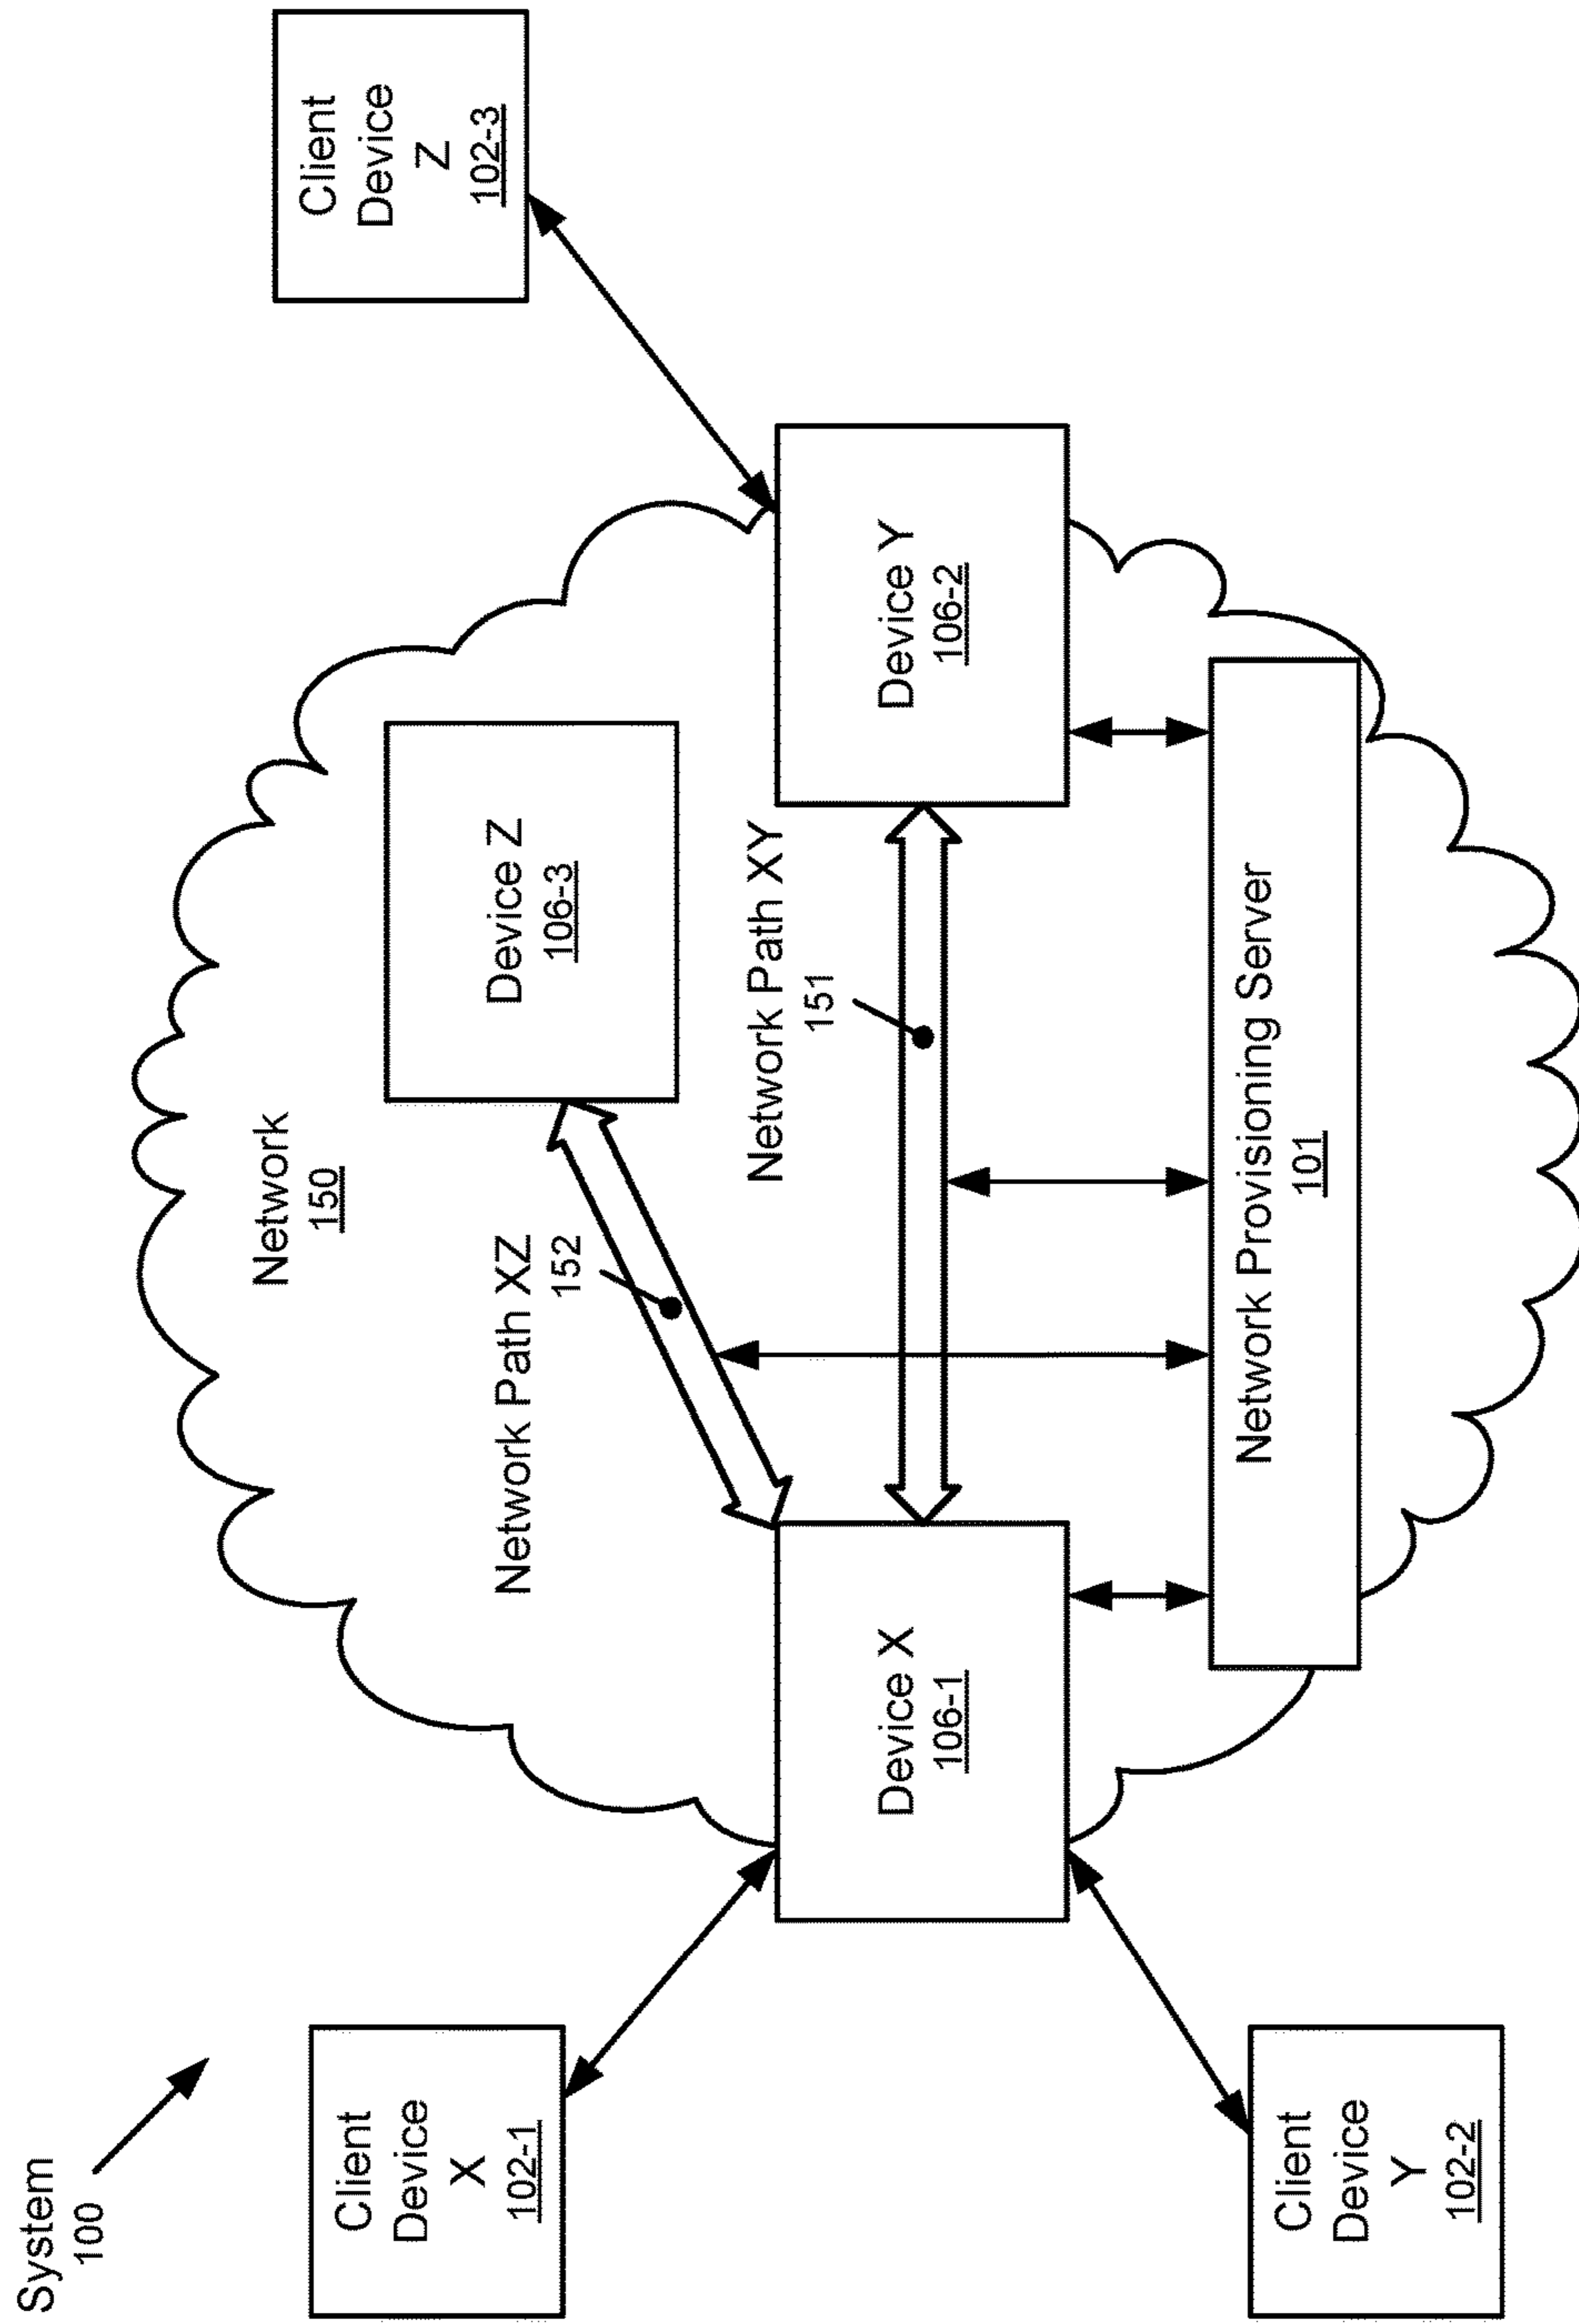 System
100
Client
Device
X
102-1
Client
Device
Y
102-2
Network
150
Network Path XZ
152
Device Z
106-3
Network Path XY
151
Device X
106-1
Device Y
106-2
Network Provisioning Server
101
Client
Device
Z
102-3